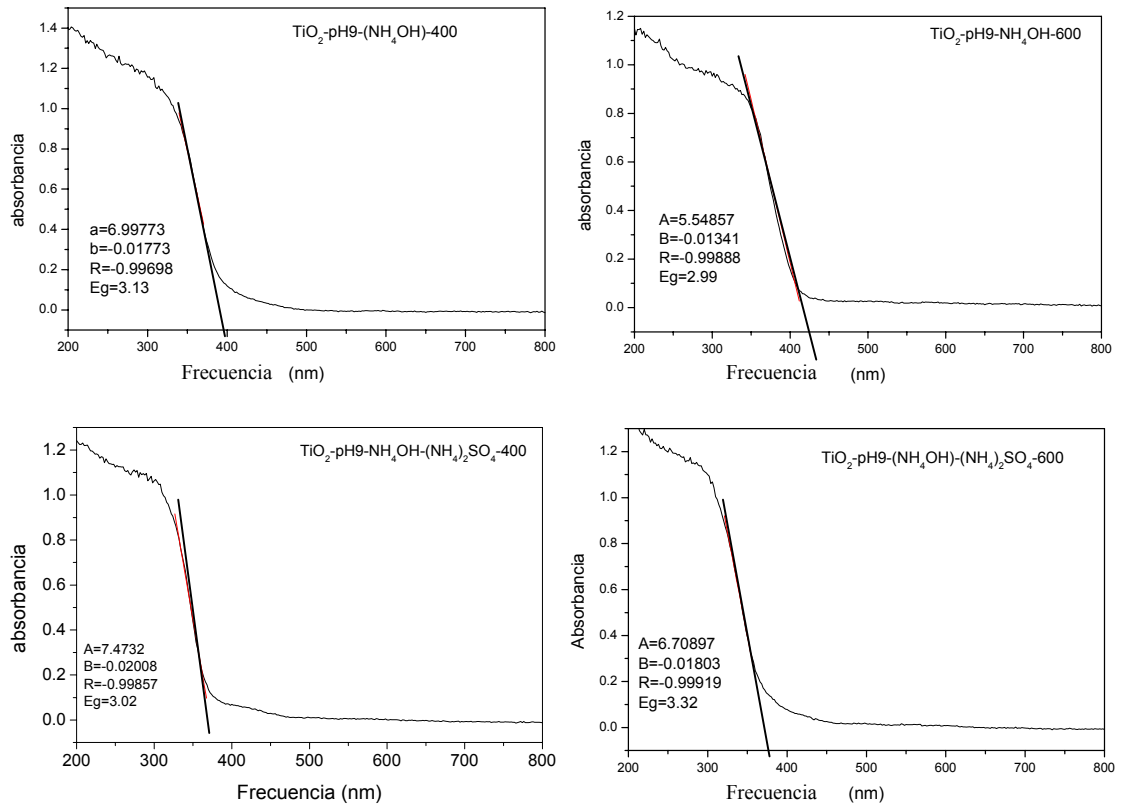 TiO2-pH9-(NH4OH)-400
1.4
1.2
1.0
0.8
0.6
0.4
0.2
0.0
absorbancia
a=6.99773
b=-0.01773
R=-0.99698
Eg=3.13
200 300 400 500 600 700 800
Frecuencia (nm)
TiO2-pH9-NH4OH-600
1.2
1.0
0.8
0.6
0.4
0.2
0.0
absorbancia
A=5.54857
B=-0.01341
R=-0.99888
Eg=2.99
200 300 400 500 600 700 800
Frecuencia (nm)
TiO2-pH9-NH4OH-(NH4)2SO4-400
1.2
1.0
0.8
0.6
0.4
0.2
0.0
absorbancia
A=7.4732
B=-0.02008
R=-0.99857
Eg=3.02
200 300 400 500 600 700 800
Frecuencia (nm)
TiO2-pH9-(NH4OH)-(NH4)2SO4-600
1.2
1.0
0.8
0.6
0.4
0.2
0.0
Absorbancia
A=6.70897
B=-0.01803
R=-0.99919
Eg=3.32
200 300 400 500 600 700 800
Frecuencia (nm)